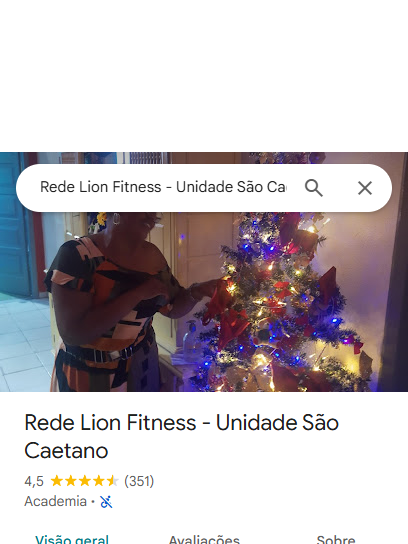 Rede Lion Fitness - Unidade São Ca
Rede Lion Fitness - Unidade São
Caetano
4,5 (351)
Academia ·
Visão geral Avaliações Sobre